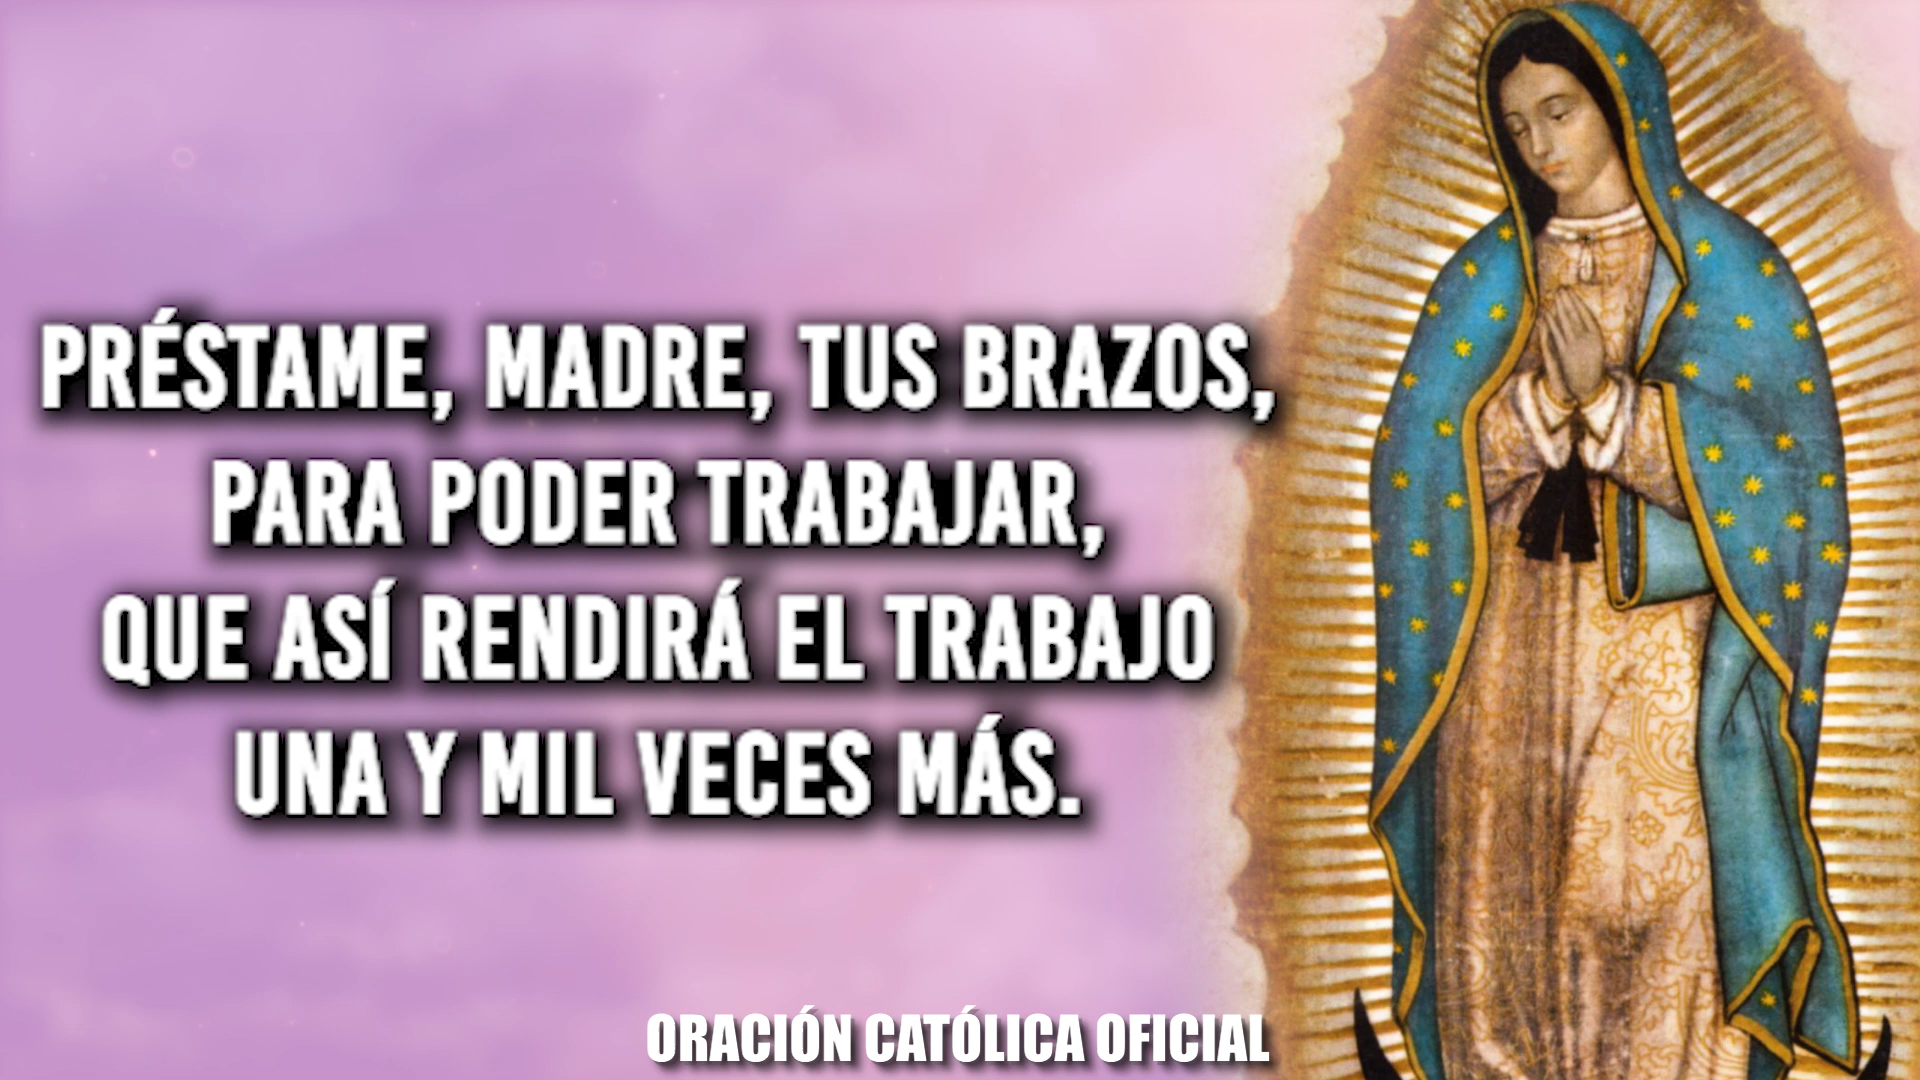 PRÉSTAME, MADRE, TUS BRAZOS,
PARA PODER TRABAJAR,
QUE ASÍ RENDIRÁ EL TRABAJO
UNA Y MIL VECES MÁS.
ORACIÓN CATÓLICA OFICIAL